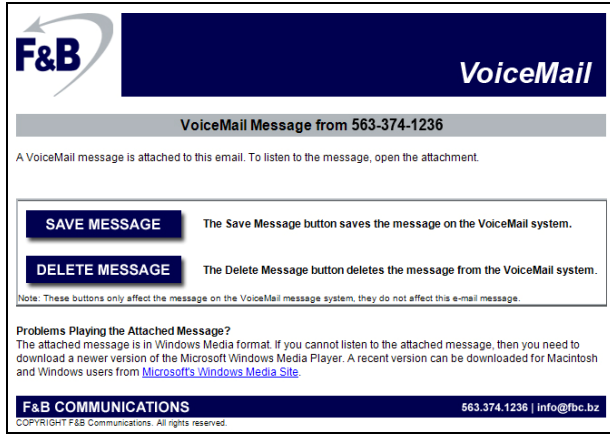 F&B
VoiceMail
VoiceMail Message from 563-374-1236
A VoiceMail message is attached to this email. To listen to the message, open the attachment.
SAVE MESSAGE The Save Message button saves the message on the VoiceMail system.
DELETE MESSAGE The Delete Message button deletes the message from the VoiceMail system.
Note: These buttons only affect the message on the VoiceMail message system, they do not affect this e-mail message.
Problems Playing the Attached Message?
The attached message is in Windows Media format. If you cannot listen to the message, then you need to
download a newer version of the Microsoft Windows Media Player. A recent version can be downloaded for Macintosh
and Windows users from Microsoft's Windows Media Site.
F&B COMMUNICATIONS 563.374.1236 | info@fbc.bz
COPYRIGHT F&B Communications. All rights reserved.